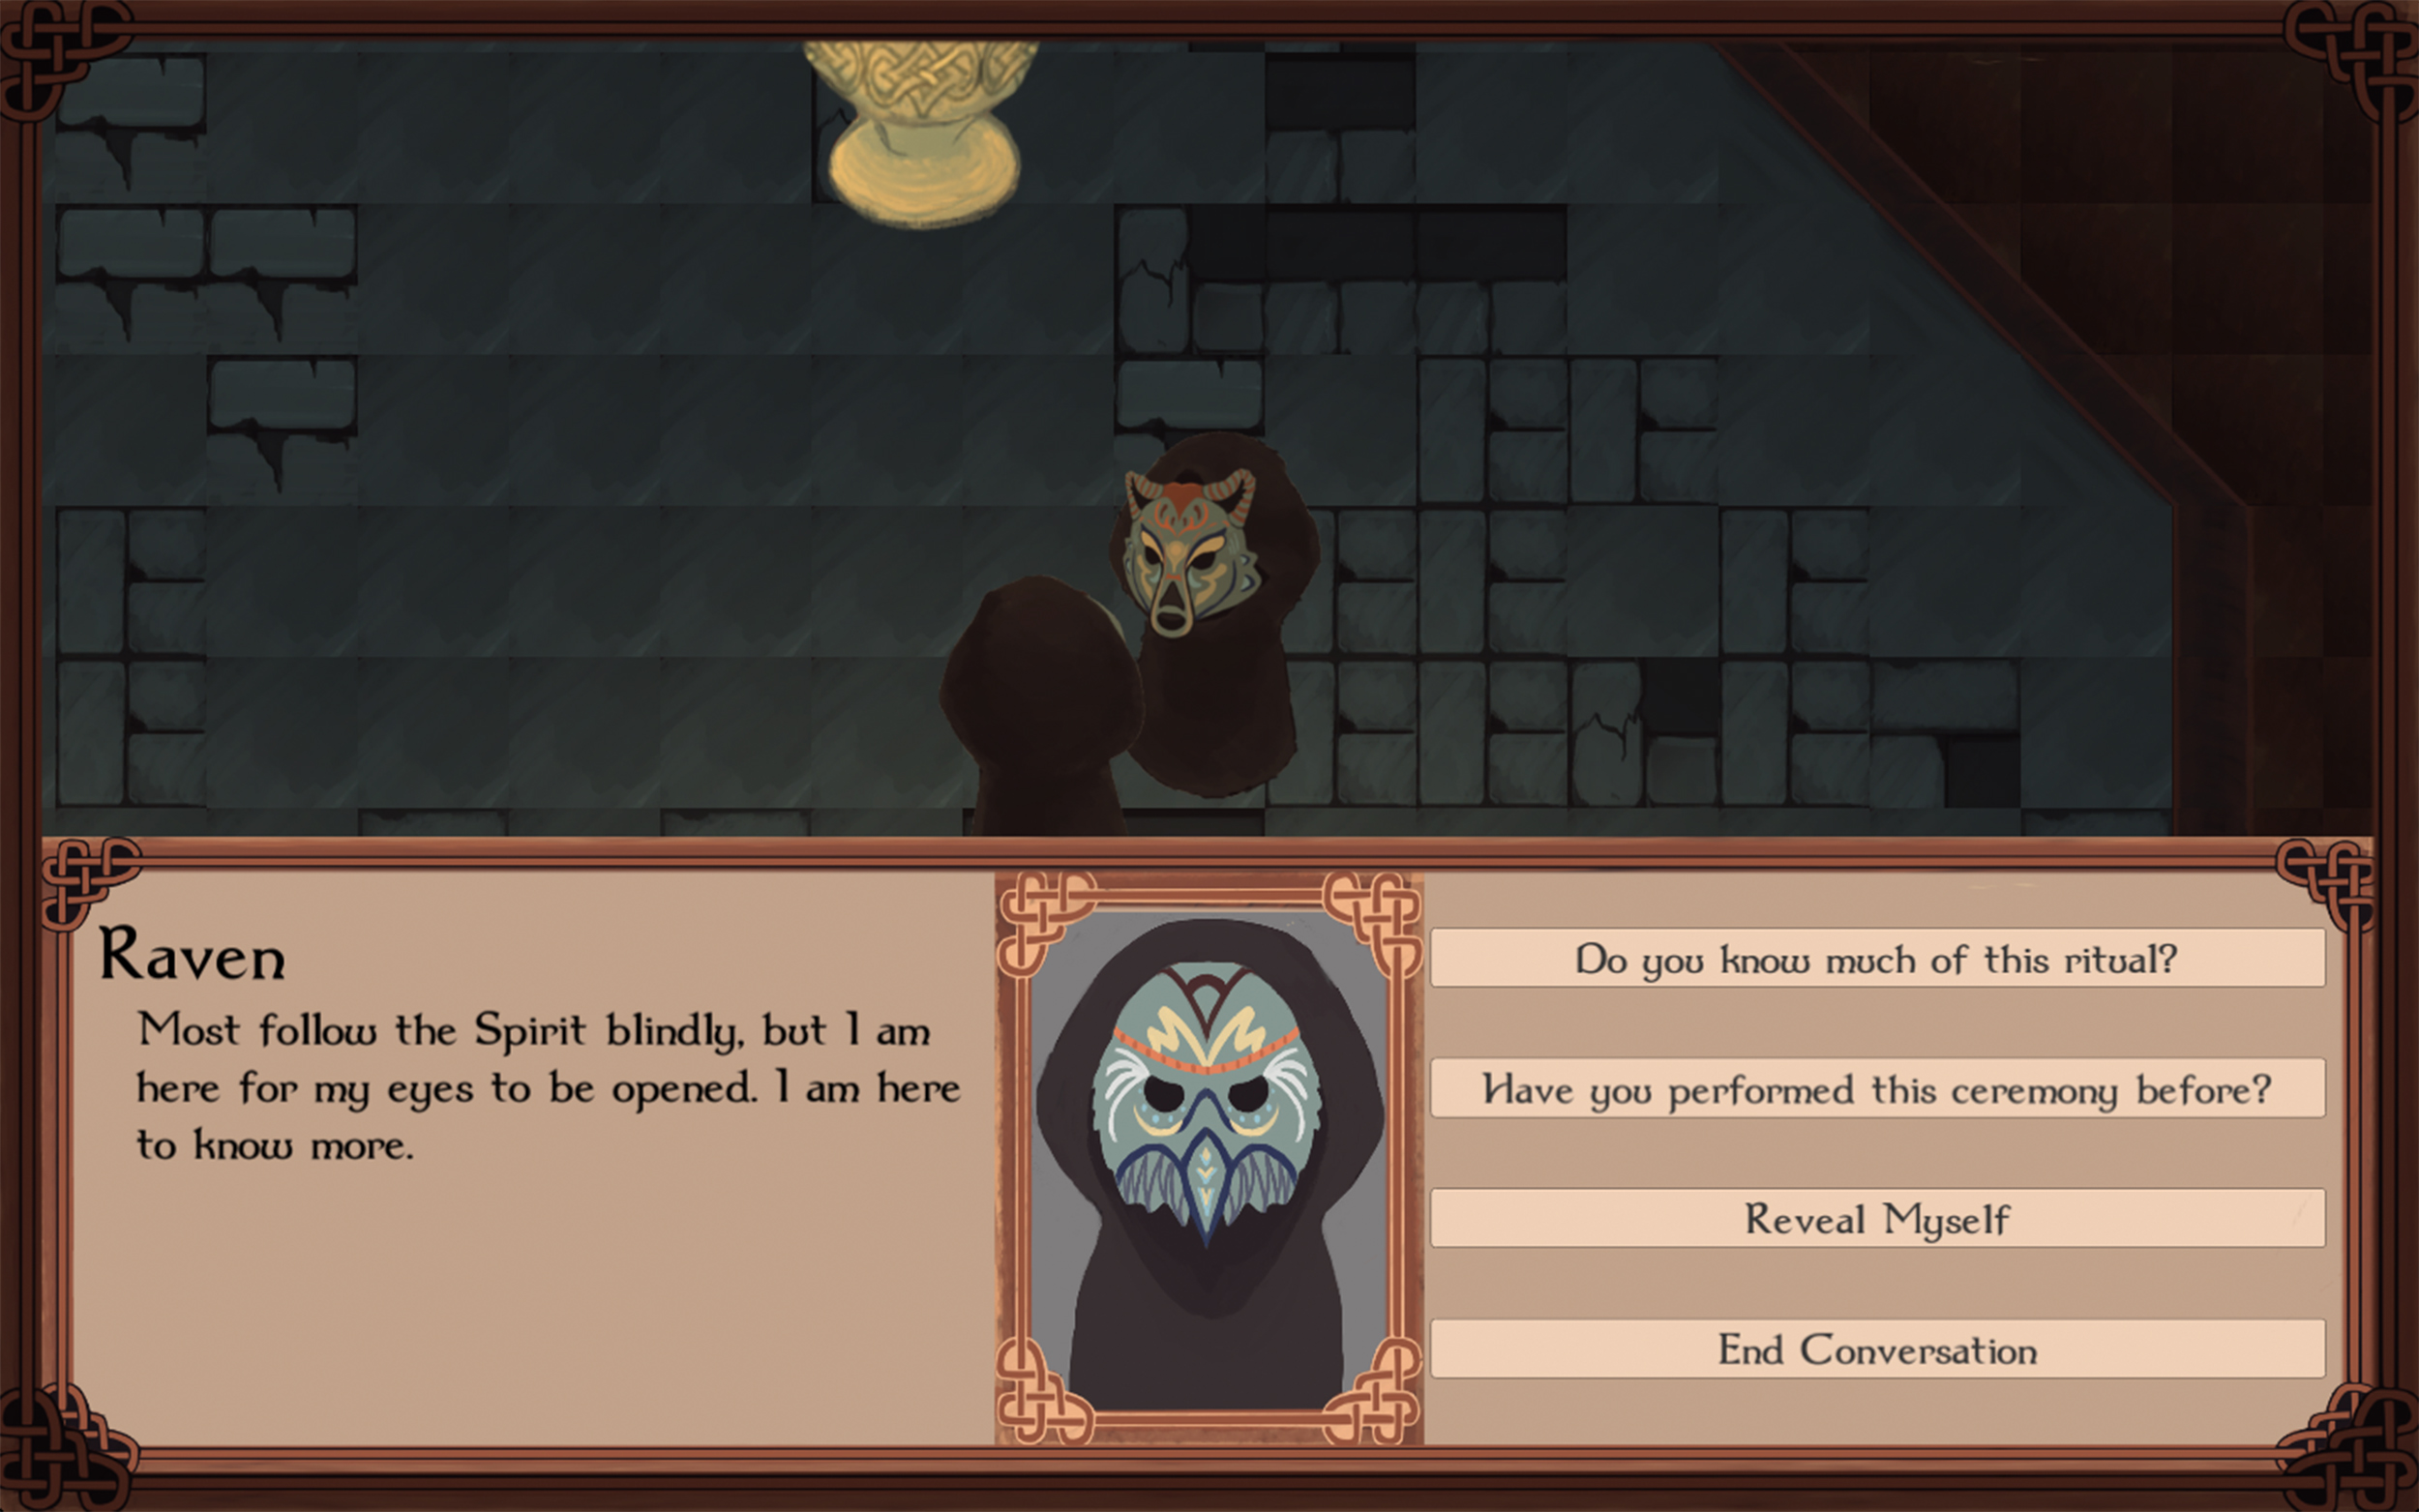 Raven
Most follow the Spirit blindly, but I am
here for my eyes to be opened. I am here
to know more.
Do you know much of this ritual?
Have you performed this ceremony before?
Reveal Myself
End Conversation